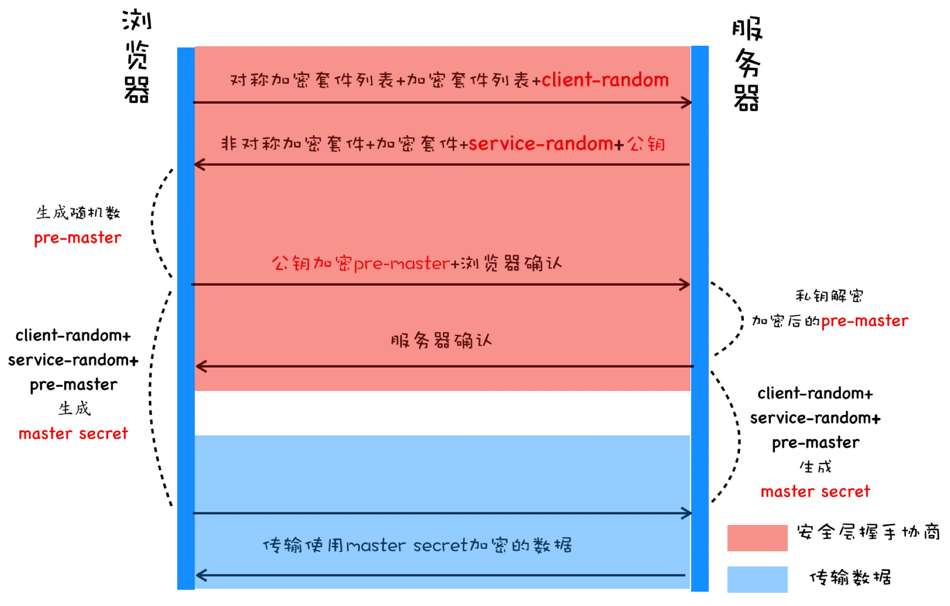 浏览器
服务器
对称加密套件列表+加密套件列表+client-random
非对称加密套件+加密套件+service-random+公钥
生成随机数
pre-master
公钥加密pre-master+浏览器确认
私钥解密
加密后的pre-master
服务器确认
client-random+
service-random+
pre-master
生成
master secret
client-random+
service-random+
pre-master
生成
master secret
传输使用master secret加密的数据
安全层握手协商
传输数据